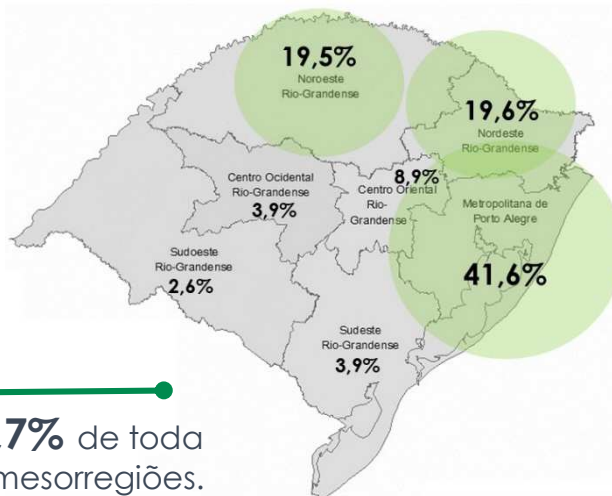 19,5%
Noroeste
Rio-Grandense
19,6%
Nordeste
Rio-Grandense
8,9%
Centro Oriental
Rio-
Grandense
Centro Ocidental
Rio-Grandense
3,9%
Metropolitana de
Porto Alegre
41,6%
Sudoeste
Rio-Grandense
2,6%
Sudeste
Rio-Grandense
3,9%
7% de toda
mesorregiões.